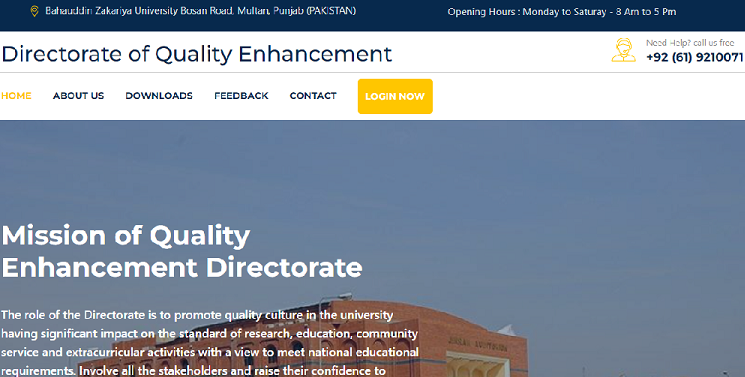 Bahauddin Zakariya University Bosan Road, Multan, Punjab (PAKISTAN)
Opening Hours : Monday to Saturay - 8 Am to 5 Pm
Directorate of Quality Enhancement
Need Help? call us free
+92 (61) 9210071
HOME ABOUT US DOWNLOADS FEEDBACK CONTACT LOGIN NOW
Mission of Quality
Enhancement Directorate
The role of the Directorate is to promote quality culture in the university
having significant impact on the standard of research, education, community
service and extracurricular activities with a view to meet national educational
requirements. Involve all the stakeholders and raise their confidence to